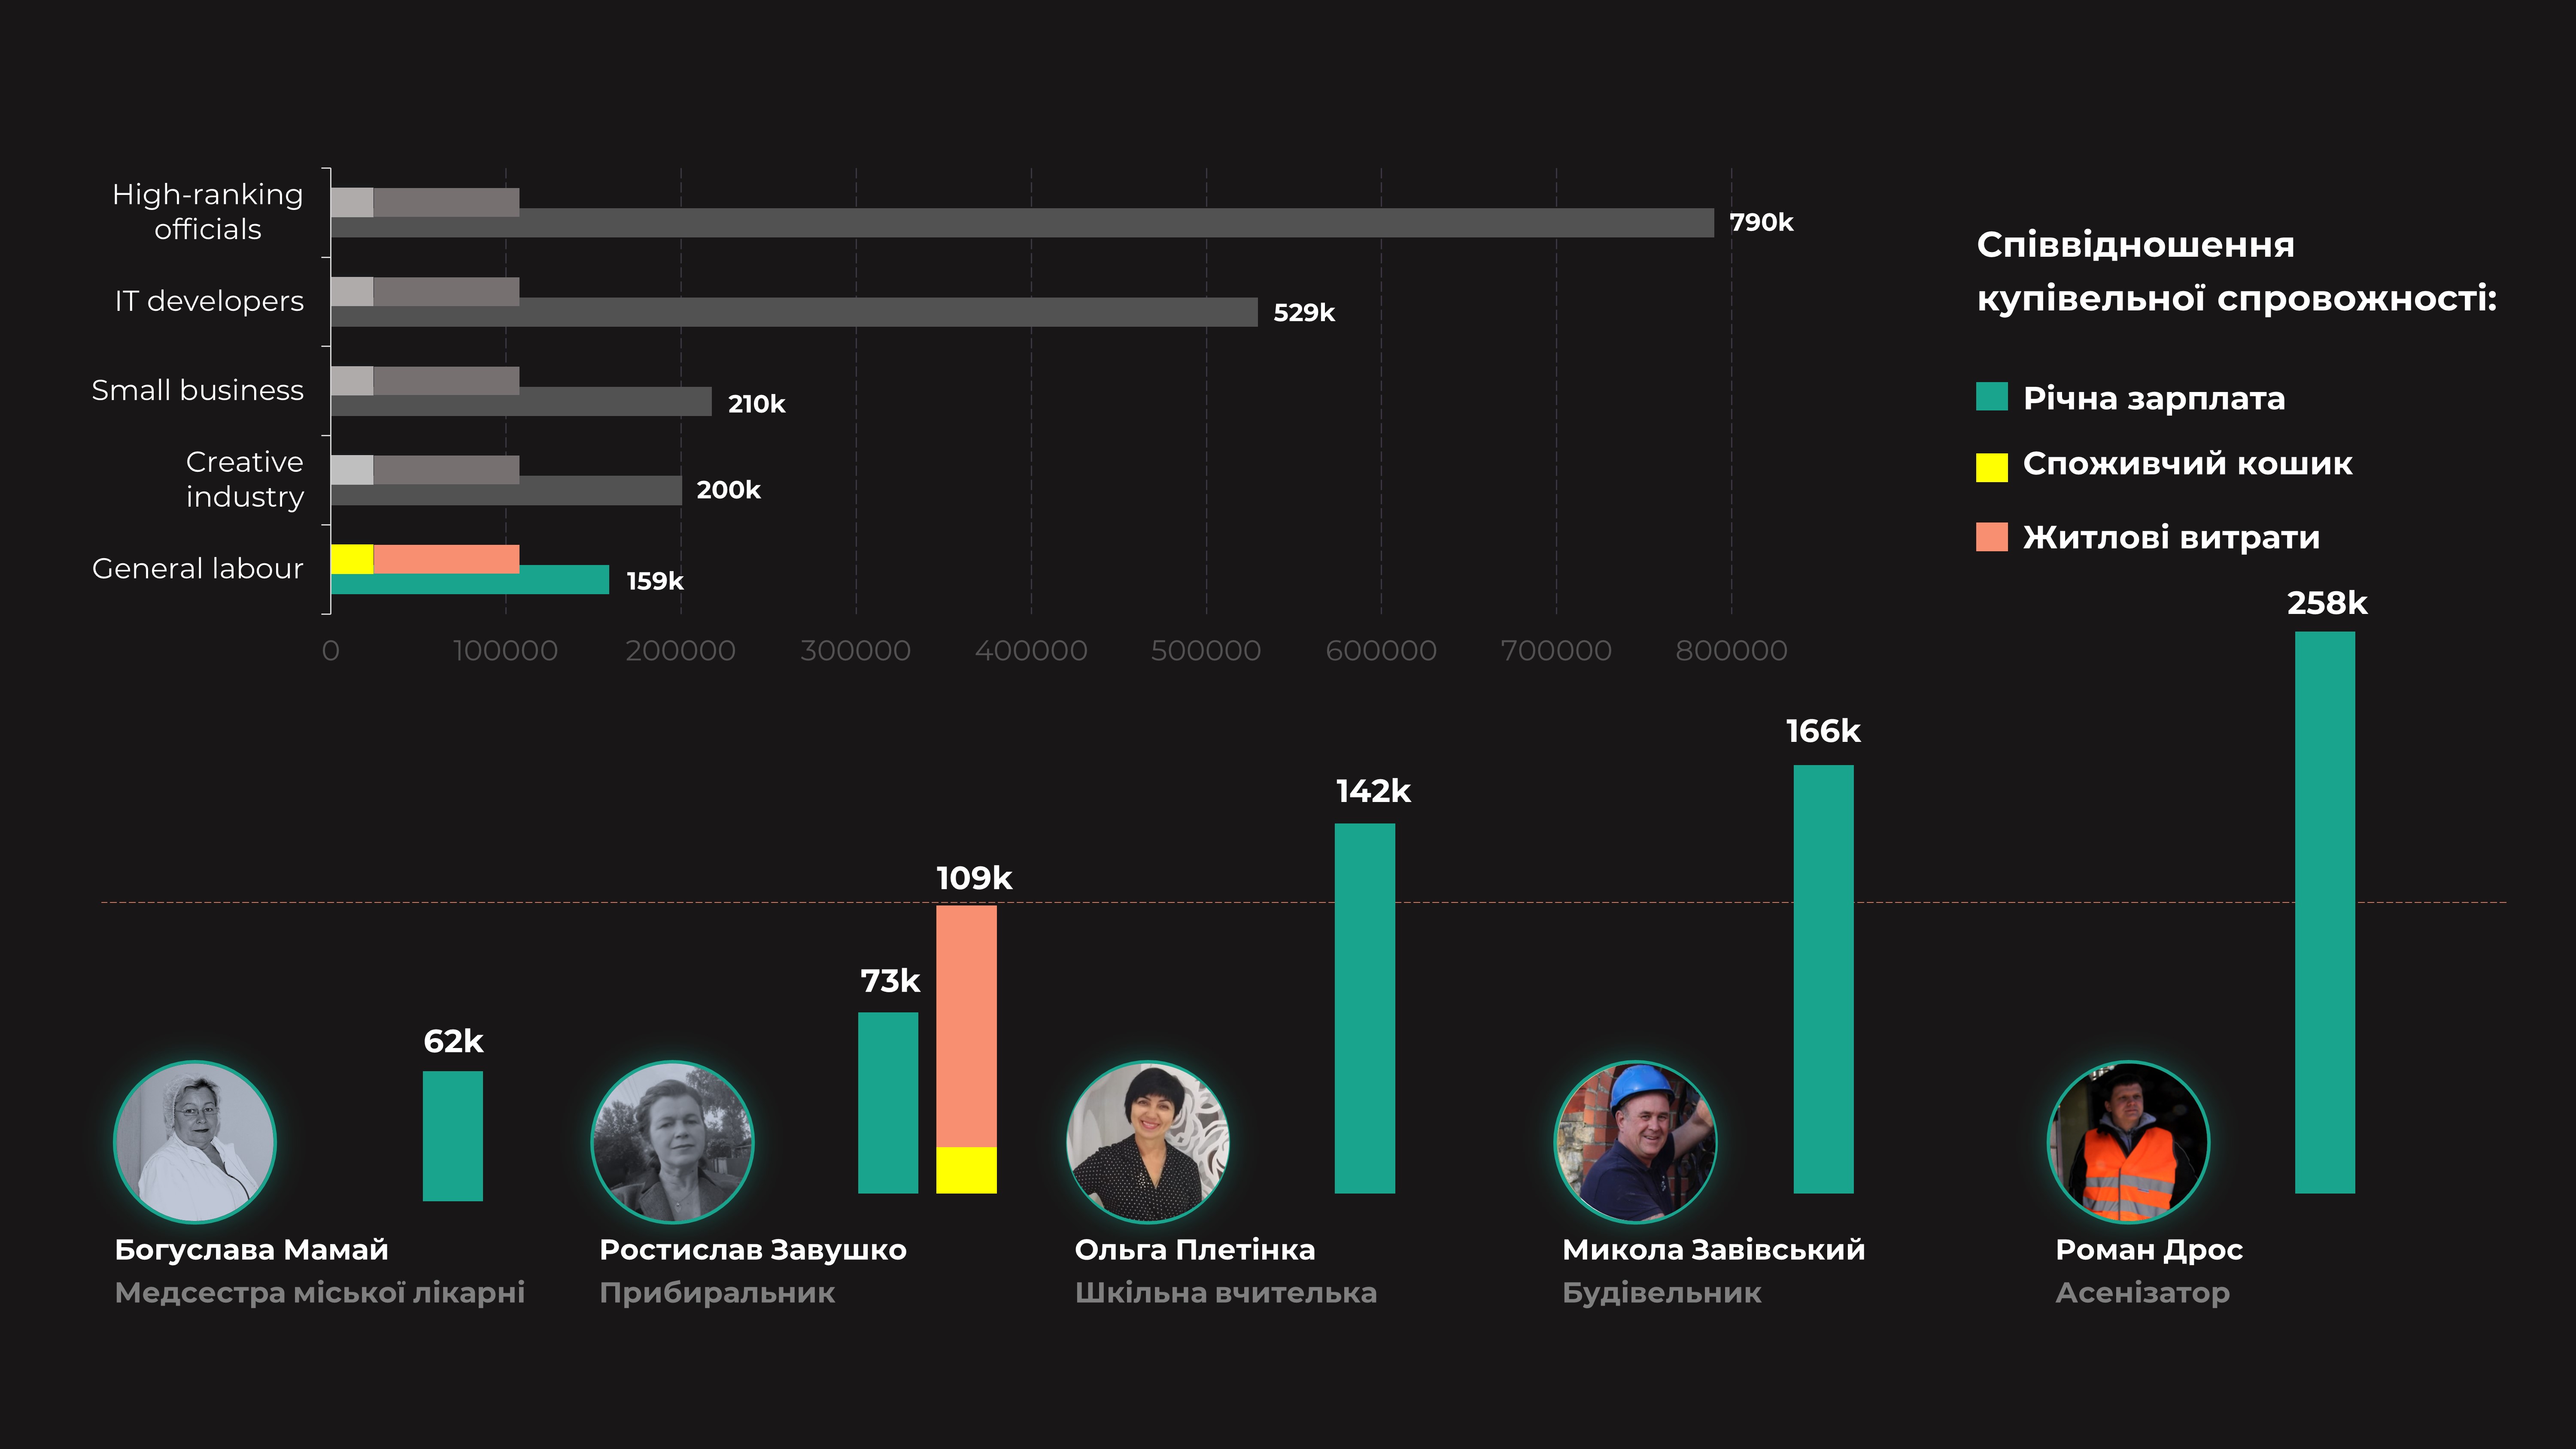 High-ranking
officials
790k
IT developers
529k
Small business
210k
Creative
industry
200k
General labour
159k
0 100000 200000 300000 400000 500000 600000 700000 800000
Співвідношення
купівельної спровожності:
Річна зарплата
Споживчий кошик
Житлові витрати
258k
166k
142k
109k
73k
62k
Богуслава Мамай
Медсестра міської лікарні
Ростислав Завушко
Прибиральник
Ольга Плетінка
Шкільна вчителька
Микола Завівський
Будівельник
Роман Дрос
Асенізатор